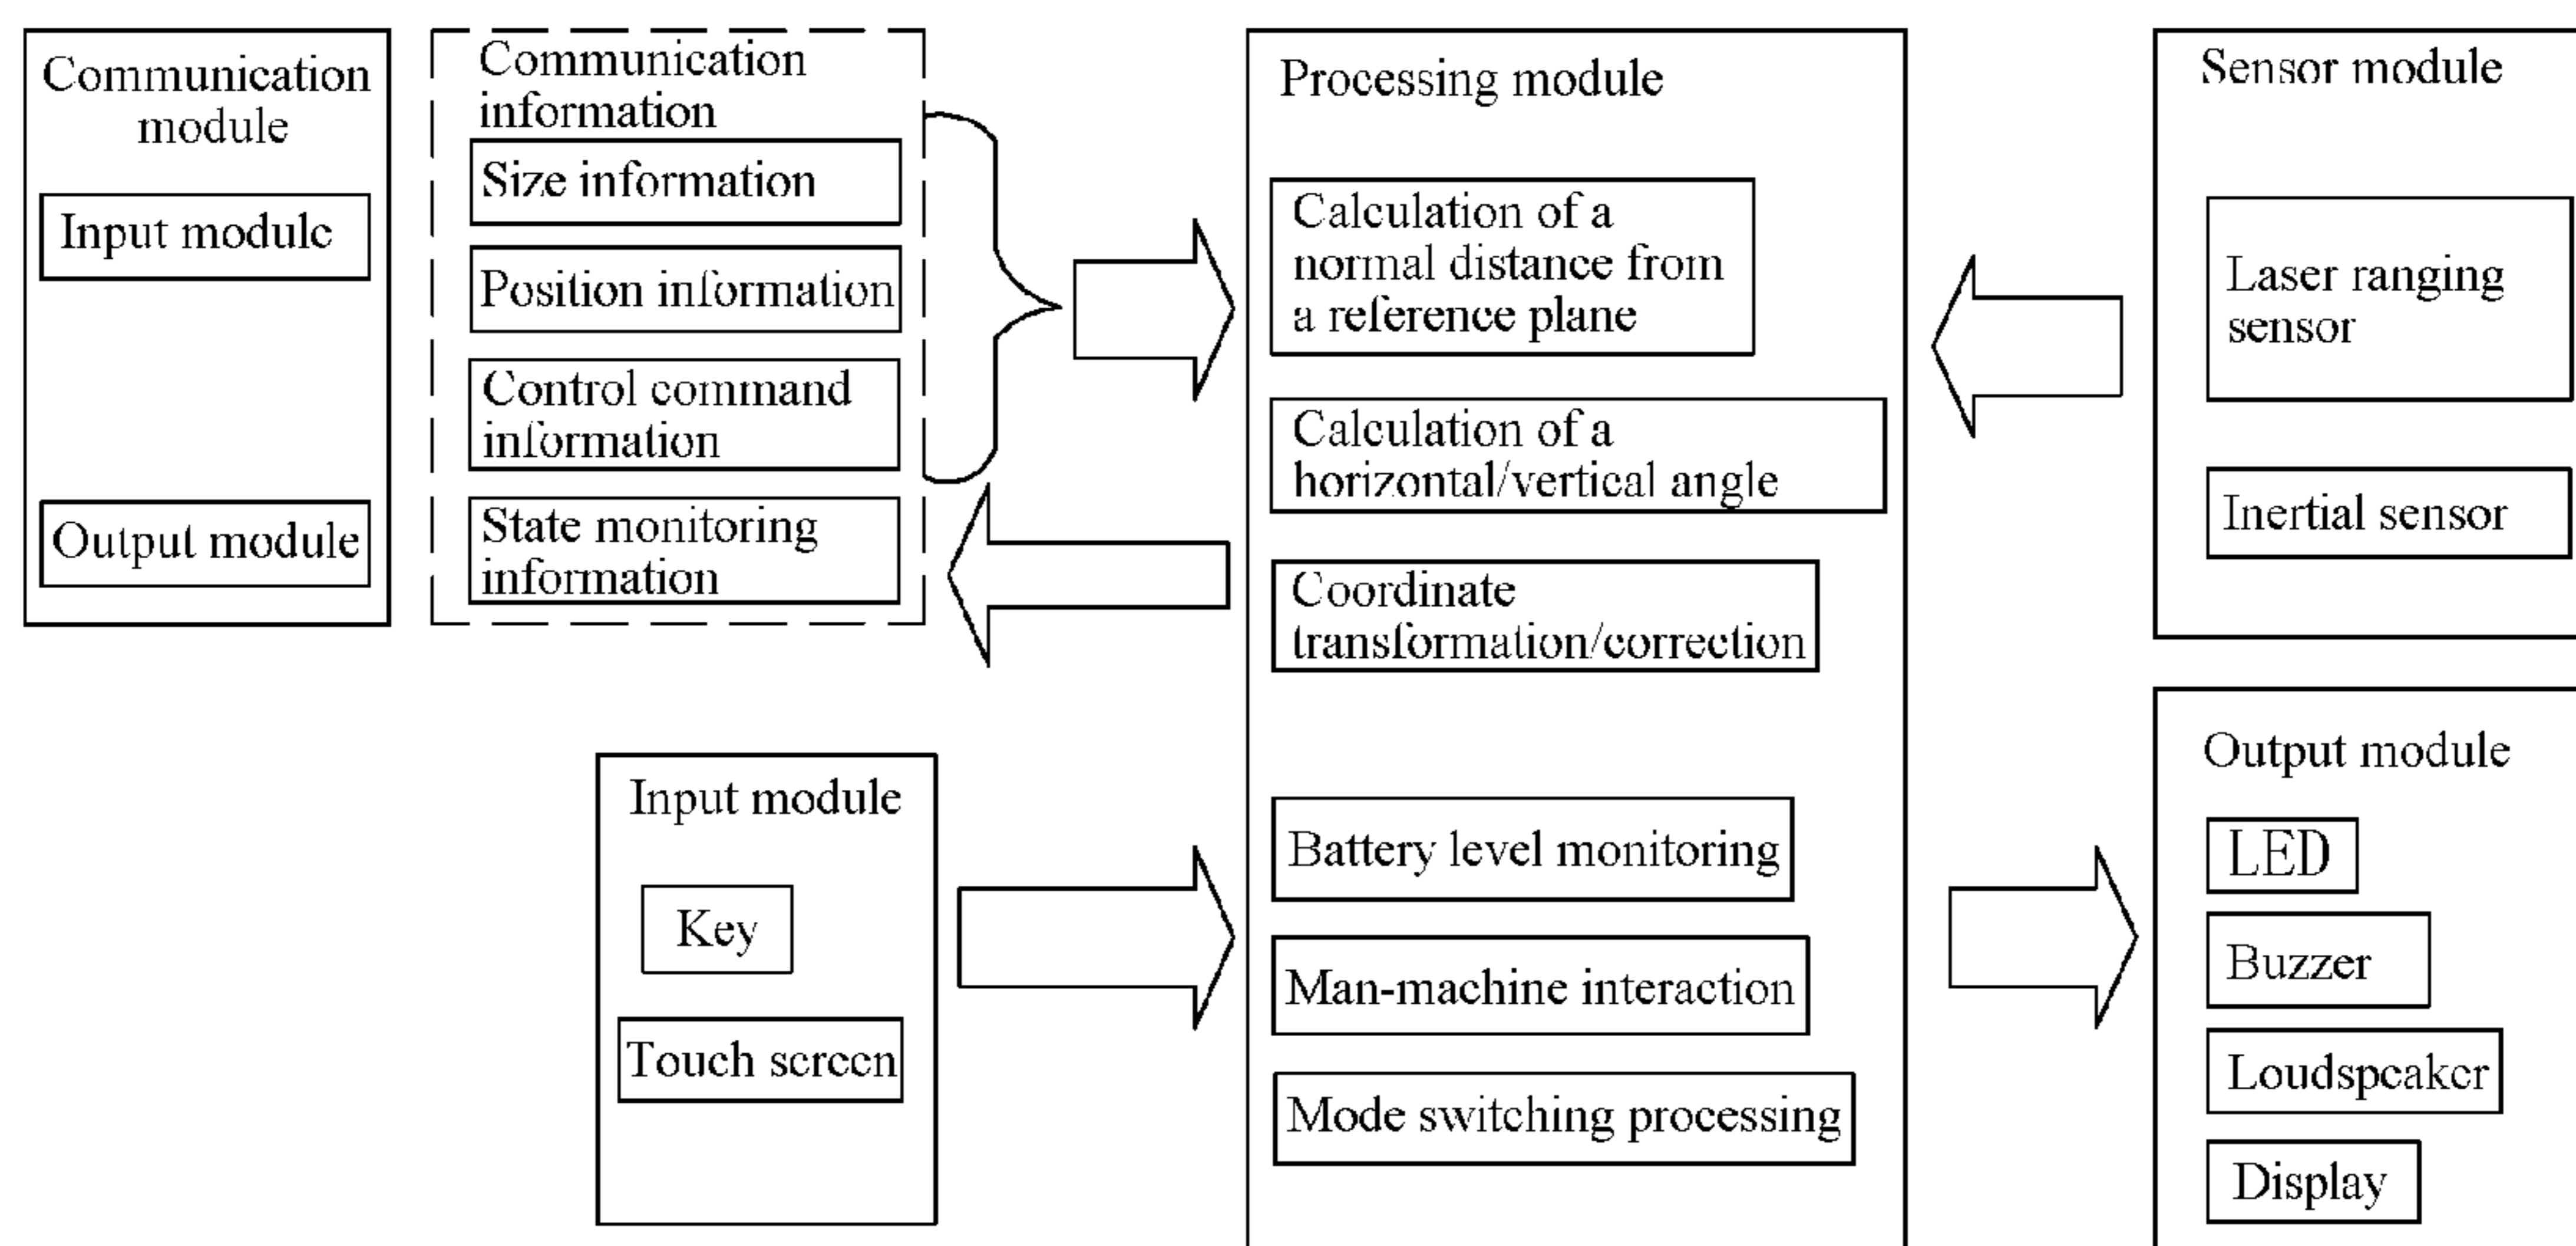 Communication
module
Input module
Output module
Communication
information
Size information
Position information
Control command
information
State monitoring
information
Input module
Key
Touch screen
Processing module
Calculation of a
normal distance from
a reference plane
Calculation of a
horizontal/vertical angle
Coordinate
transformation/correction
Battery level monitoring
Man-machine interaction
Mode switching processing
Sensor module
Laser ranging
sensor
Inertial sensor
Output module
LED
Buzzer
Loudspeaker
Display